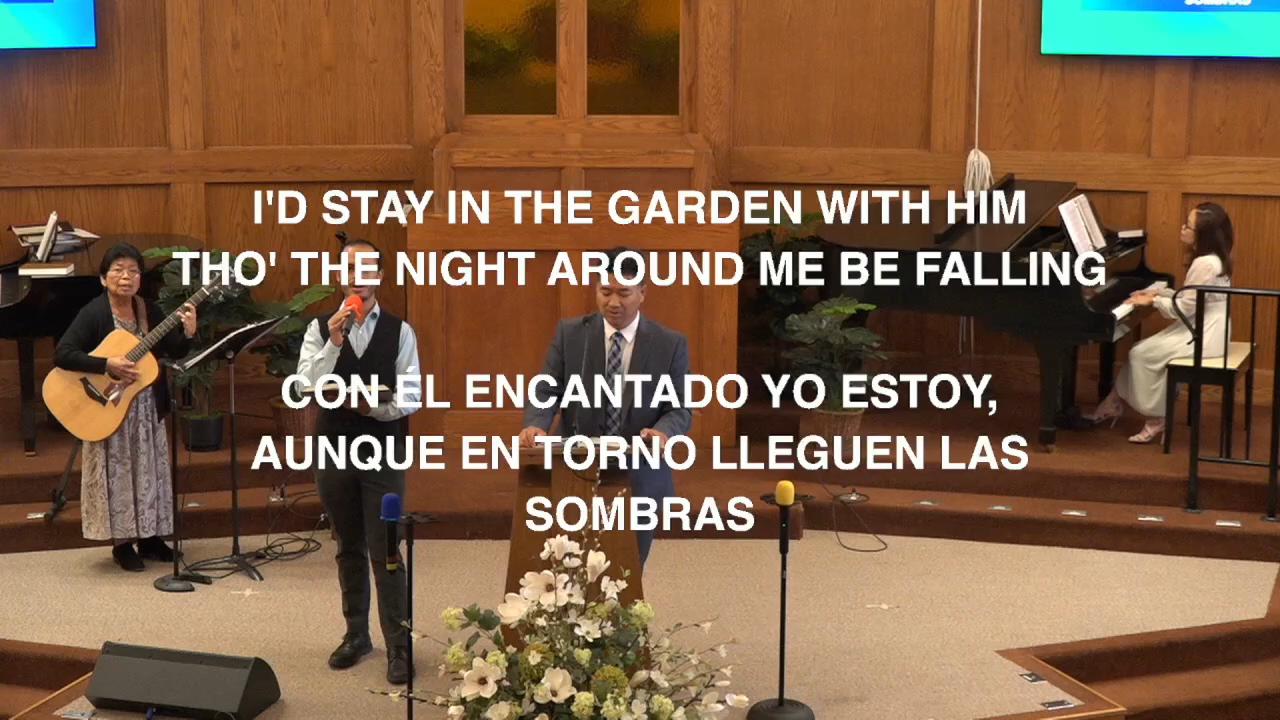 SOMBRAS
I'D STAY IN THE GARDEN WITH HIM
THO' THE NIGHT AROUND ME BE FALLING
CON ÉL ENCANTADO YO ESTOY,
AUNQUE EN TORNO LLEGUEN LAS
SOMBRAS